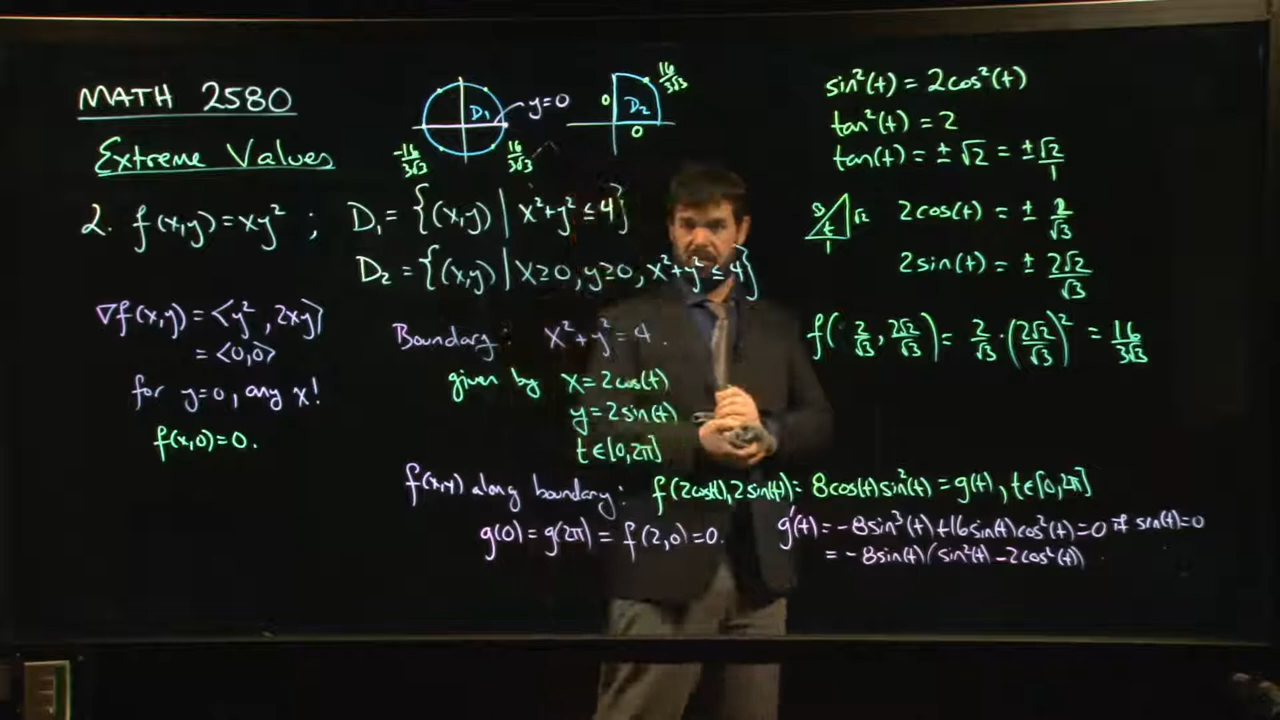 MATH 2580
Extreme Values
2. f(x,y)=xy² ;
∇f(x,y) = <y², 2xy>
= <0,0>
for y=0, any x!
f(x,0)=0.
D₁ y=0
-16/3√3 16/3√3
D₂ 16/3√3
0
0
D₁ = {(x,y) | x²+y² ≤ 4}
D₂ = {(x,y) | x≥0, y≥0, x²+y² ≤ 4}
Boundary: x²+y²=4.
given by x=2cos(t)
y=2sin(t)
t∈[0,2π]
f(x,y) along boundary: f(2cos(t),2sin(t))= 8cos(t)sin²(t) = g(t), t∈[0,2π]
g(0) = g(2π) = f(2,0)=0.
g'(t) = -8sin³(t)+16sin(t)cos²(t)=0 if sin(t)=0
= -8sin(t)(sin²(t)-2cos²(t))
sin²(t) = 2cos²(t)
tan²(t) = 2
tan(t) = ±√2 = ±√2/1
√3 √2 t 1
2cos(t) = ± 2/√3
2sin(t) = ± 2√2/√3
f(2/√3, 2√2/√3) = 2/√3 · (2√2/√3)² = 16/3√3